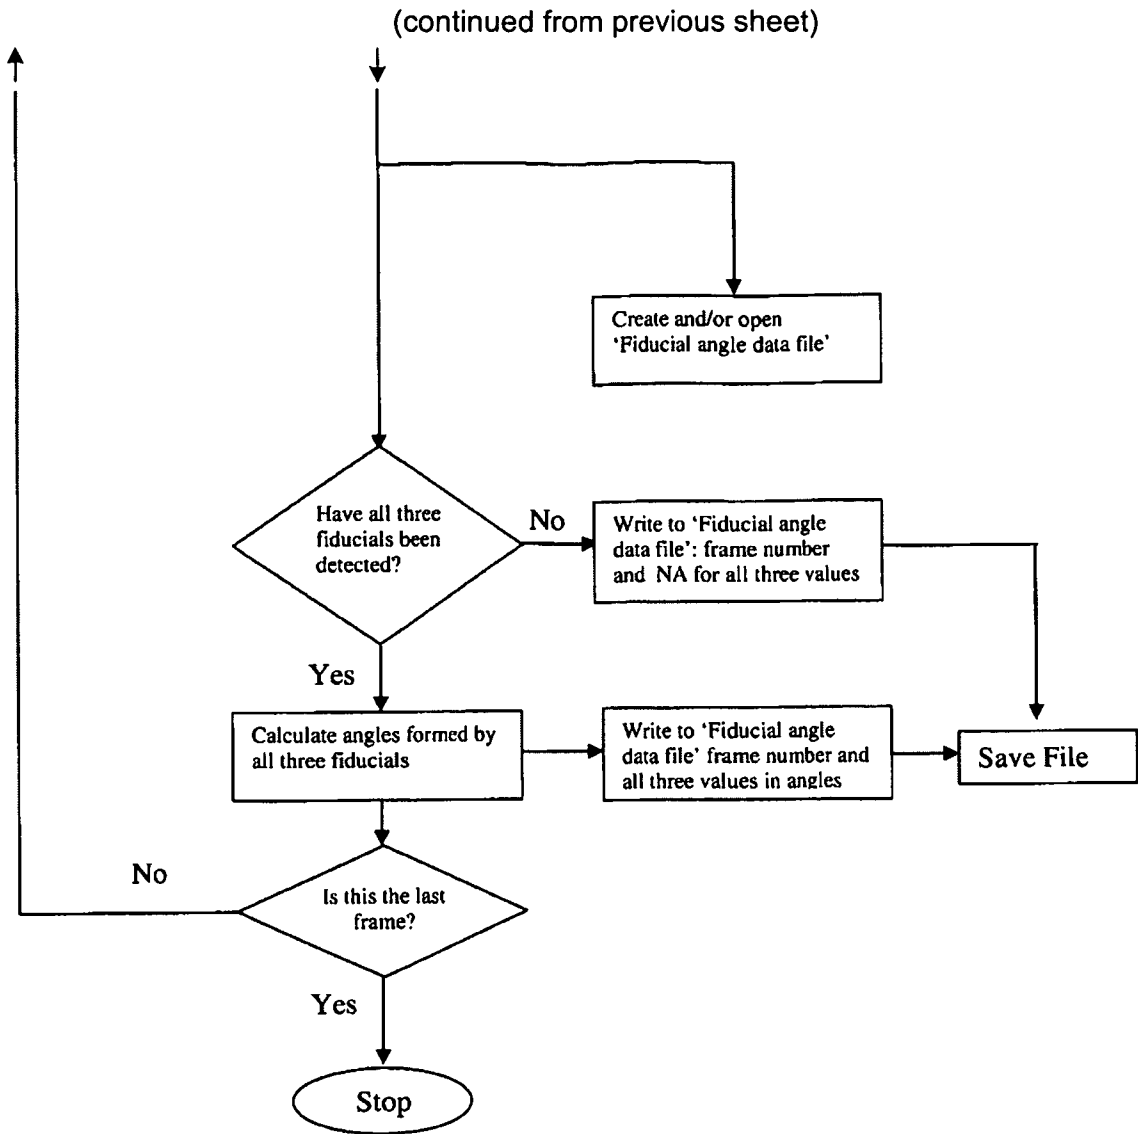 (continued from previous sheet)
Create and/or open
‘Fiducial angle data file’
Have all three
fiducials been
detected?
No
Write to ‘Fiducial angle
data file’: frame number
and NA for all three values
Yes
Calculate angles formed by
all three fiducials
Write to ‘Fiducial angle
data file’ frame number and
all three values in angles
Save File
No
Is this the last
frame?
Yes
Stop